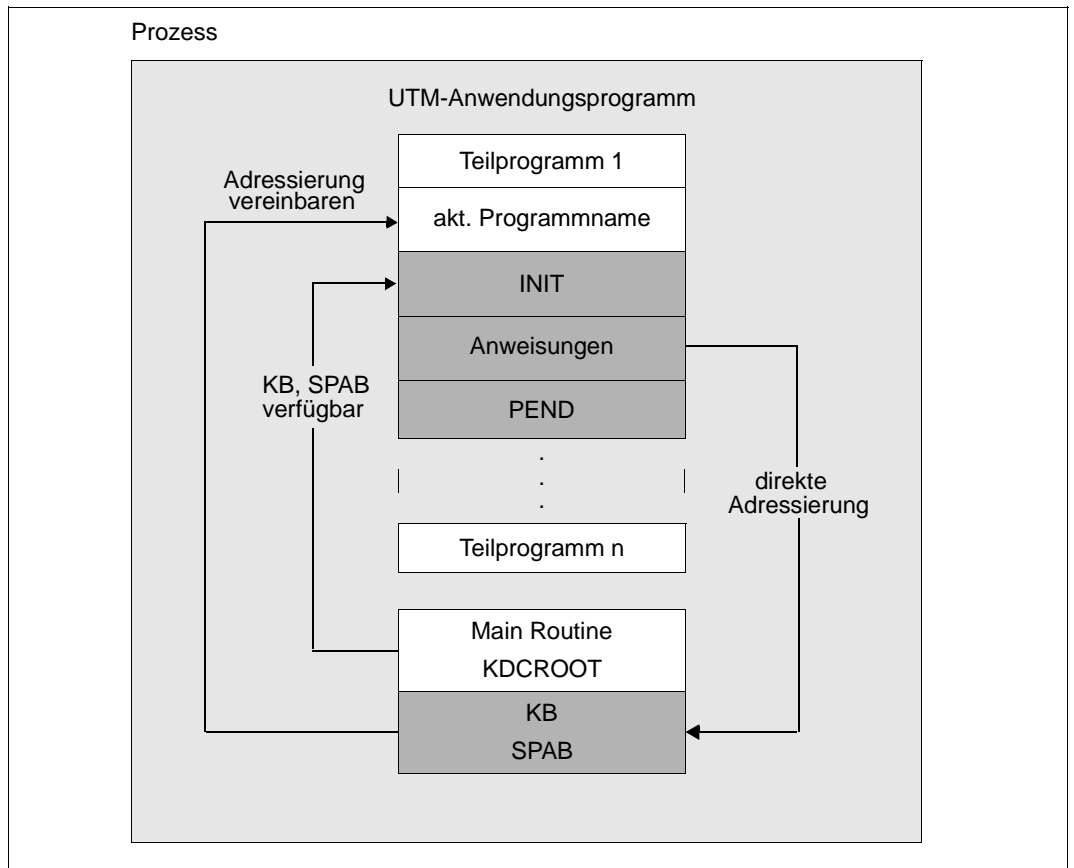 Prozess
UTM-Anwendungsprogramm
Teilprogramm 1
Adressierung
vereinbaren
akt. Programmname
INIT
Anweisungen
KB, SPAB
verfügbar
PEND
.
.
.
direkte
Adressierung
Teilprogramm n
Main Routine
KDCROOT
KB
SPAB